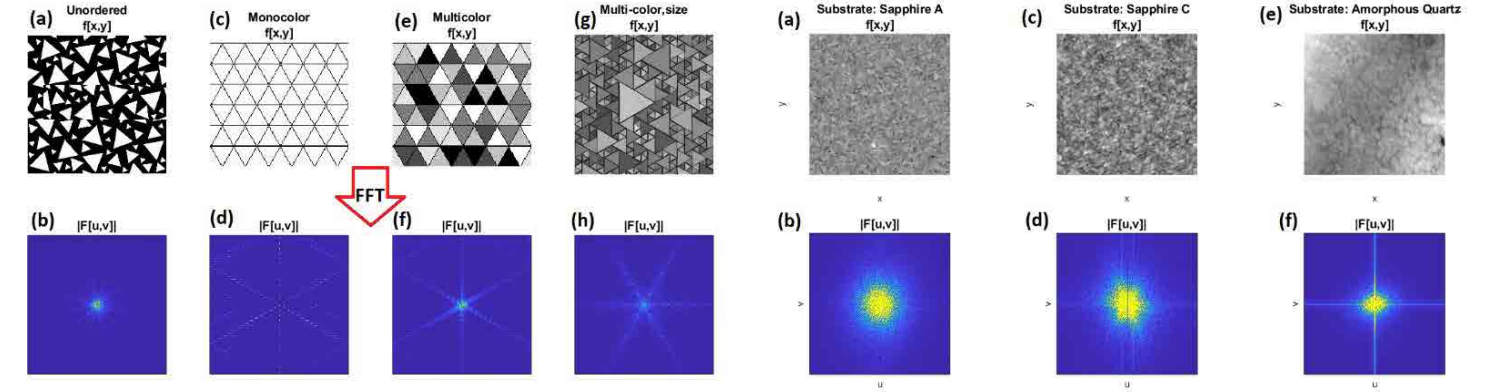 (a) Unordered
f[x,y]
(c) Monocolor
f[x,y]
(e) Multicolor
f[x,y]
(g) Multi-color,size
f[x,y]
(a) Substrate: Sapphire A
f[x,y]
y
x
(c) Substrate: Sapphire C
f[x,y]
y
x
(e) Substrate: Amorphous Quartz
f[x,y]
y
x
FFT
(b) |F[u,v]|
(d) |F[u,v]|
(f) |F[u,v]|
(h) |F[u,v]|
(b) |F[u,v]|
v
u
(d) |F[u,v]|
v
u
(f) |F[u,v]|
v
u